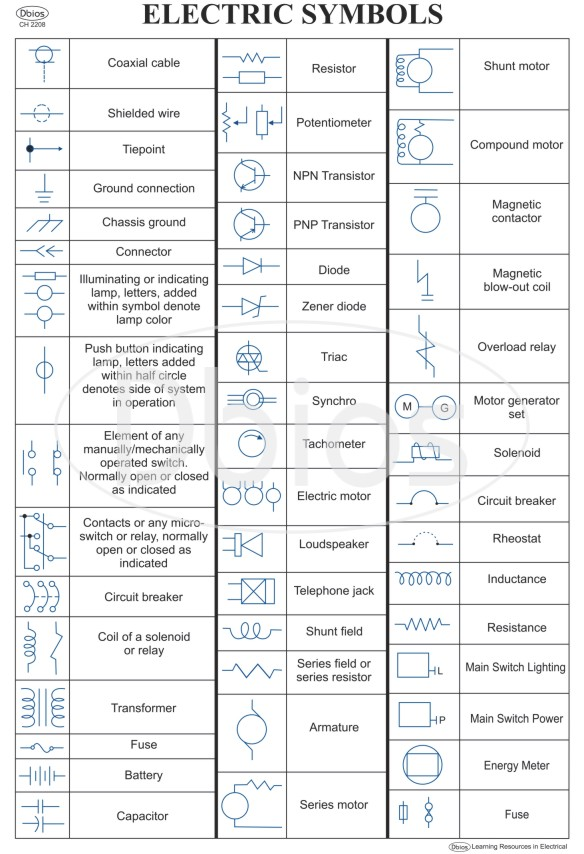 Dbios
CH 2208
ELECTRIC SYMBOLS
Coaxial cable
Shielded wire
Tiepoint
Ground connection
Chassis ground
Connector
Illuminating or indicating
lamp, letters, added
within symbol denote
lamp color
Push button indicating
lamp, letters added
within half circle
denotes side of system
in operation
Element of any
manually/mechanically
operated switch.
Normally open or closed
as indicated
Contacts or any micro-
switch or relay, normally
open or closed as
indicated
Circuit breaker
Coil of a solenoid
or relay
Transformer
Fuse
Battery
Capacitor
Resistor
Potentiometer
NPN Transistor
PNP Transistor
Diode
Zener diode
Triac
Synchro
Tachometer
Electric motor
Loudspeaker
Telephone jack
Shunt field
Series field or
series resistor
Armature
Series motor
Shunt motor
Compound motor
Magnetic
contactor
Magnetic
blow-out coil
Overload relay
M G
Motor generator
set
Solenoid
Circuit breaker
Rheostat
Inductance
Resistance
L
Main Switch Lighting
P
Main Switch Power
Energy Meter
Fuse
Dbios
Dbios Learning Resources in Electrical